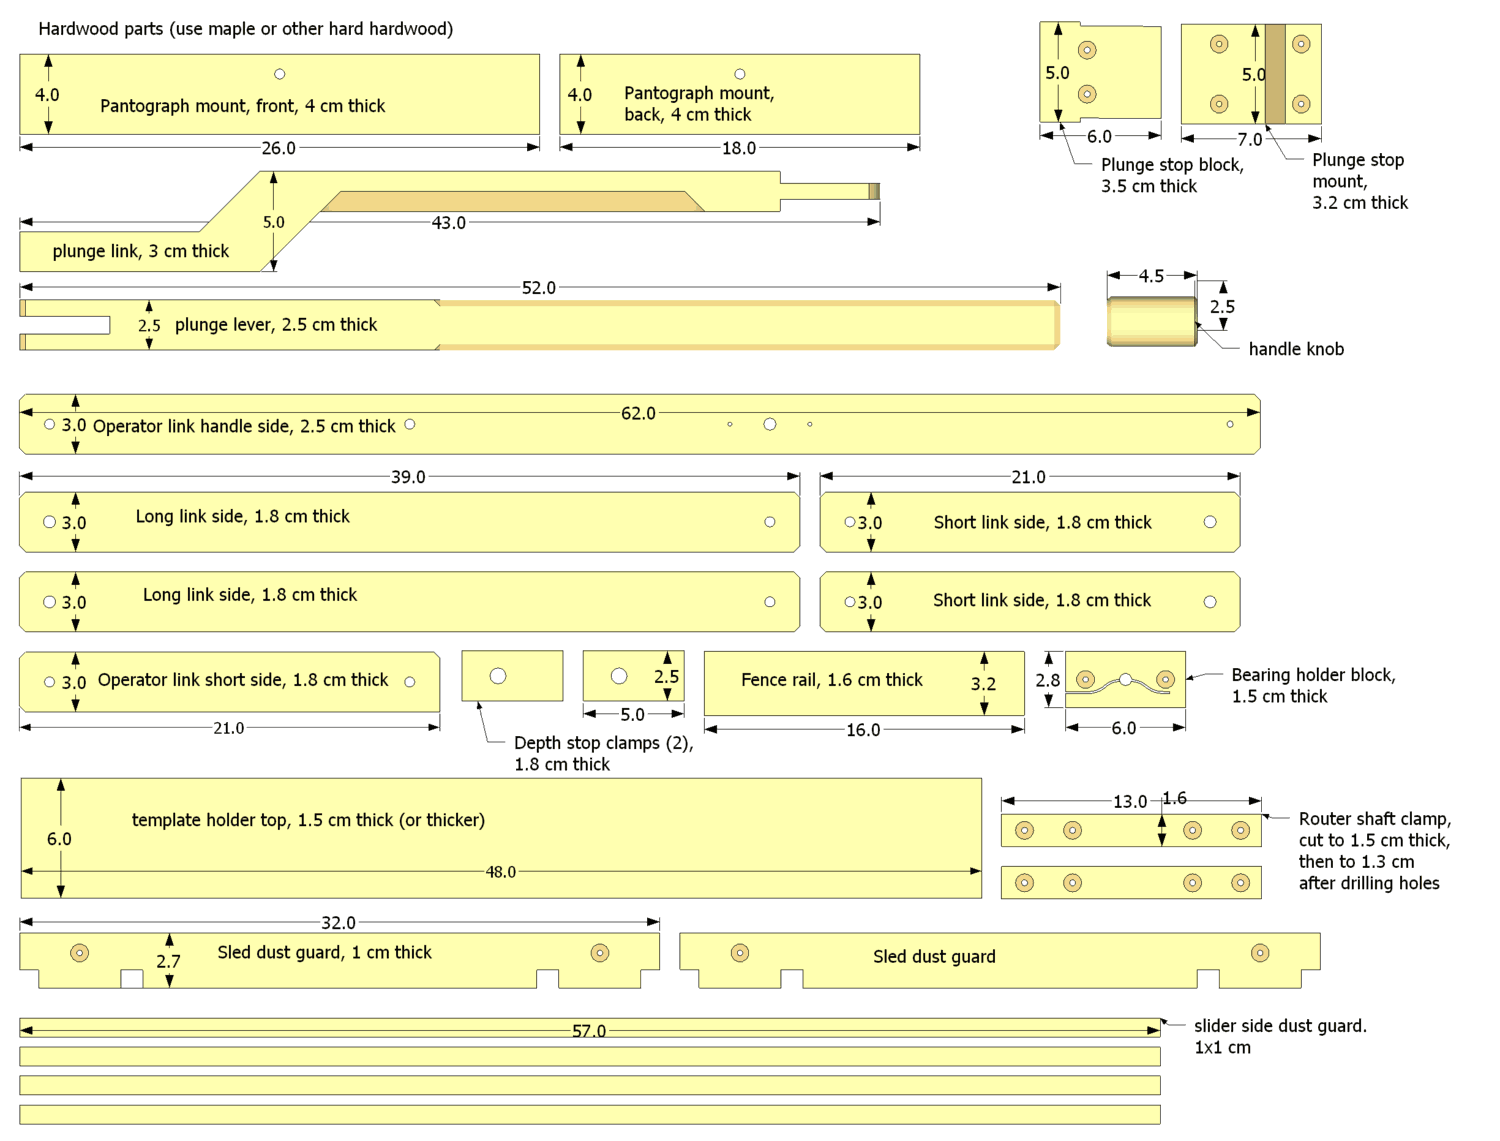 Hardwood parts (use maple or other hard hardwood)
4.0
Pantograph mount, front, 4 cm thick
26.0
4.0
Pantograph mount,
back, 4 cm thick
18.0
5.0
6.0
Plunge stop block,
3.5 cm thick
5.0
7.0
Plunge stop
mount,
3.2 cm thick
5.0
43.0
plunge link, 3 cm thick
52.0
2.5
plunge lever, 2.5 cm thick
4.5
2.5
handle knob
62.0
3.0
Operator link handle side, 2.5 cm thick
39.0
3.0
Long link side, 1.8 cm thick
21.0
3.0
Short link side, 1.8 cm thick
3.0
Long link side, 1.8 cm thick
3.0
Short link side, 1.8 cm thick
3.0
Operator link short side, 1.8 cm thick
21.0
2.5
5.0
Depth stop clamps (2),
1.8 cm thick
Fence rail, 1.6 cm thick
3.2
16.0
2.8
6.0
Bearing holder block,
1.5 cm thick
6.0
template holder top, 1.5 cm thick (or thicker)
48.0
13.0
1.6
Router shaft clamp,
cut to 1.5 cm thick,
then to 1.3 cm
after drilling holes
32.0
2.7
Sled dust guard, 1 cm thick
Sled dust guard
57.0
slider side dust guard.
1x1 cm